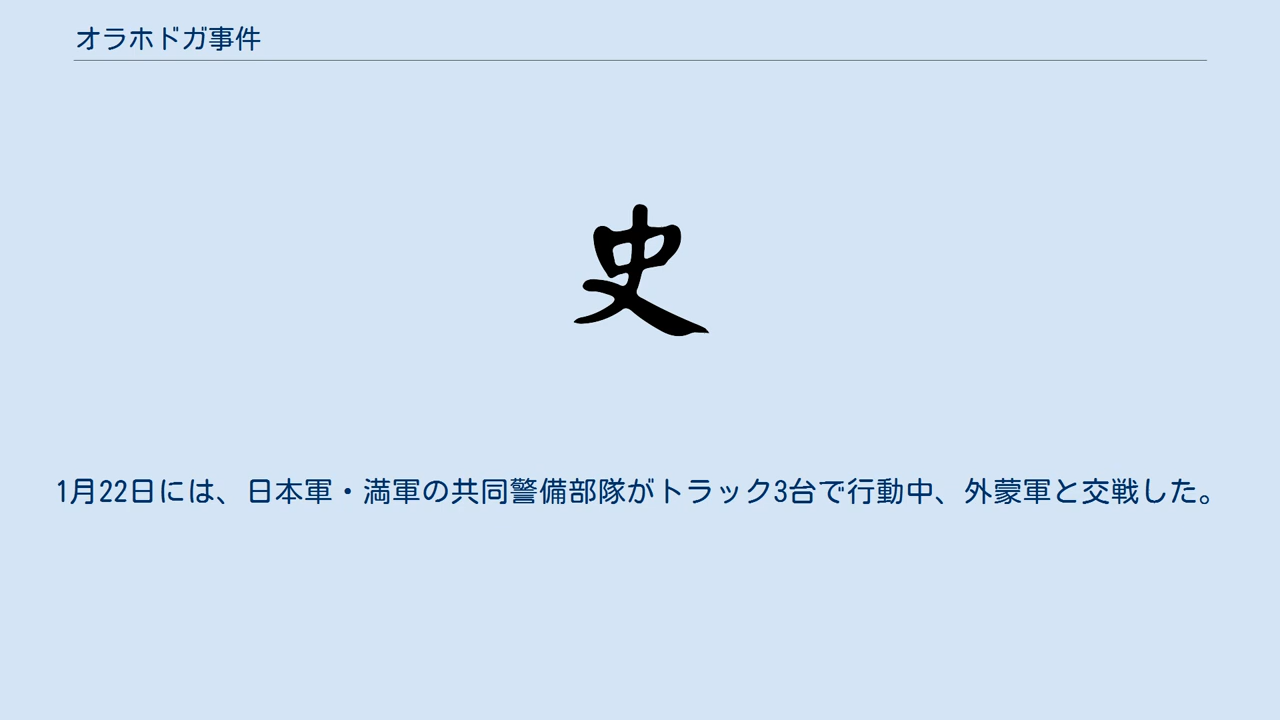 オラホドガ事件
史
1月22日には、日本軍・満軍の共同警備部隊がトラック3台で行動中、外蒙軍と交戦した。